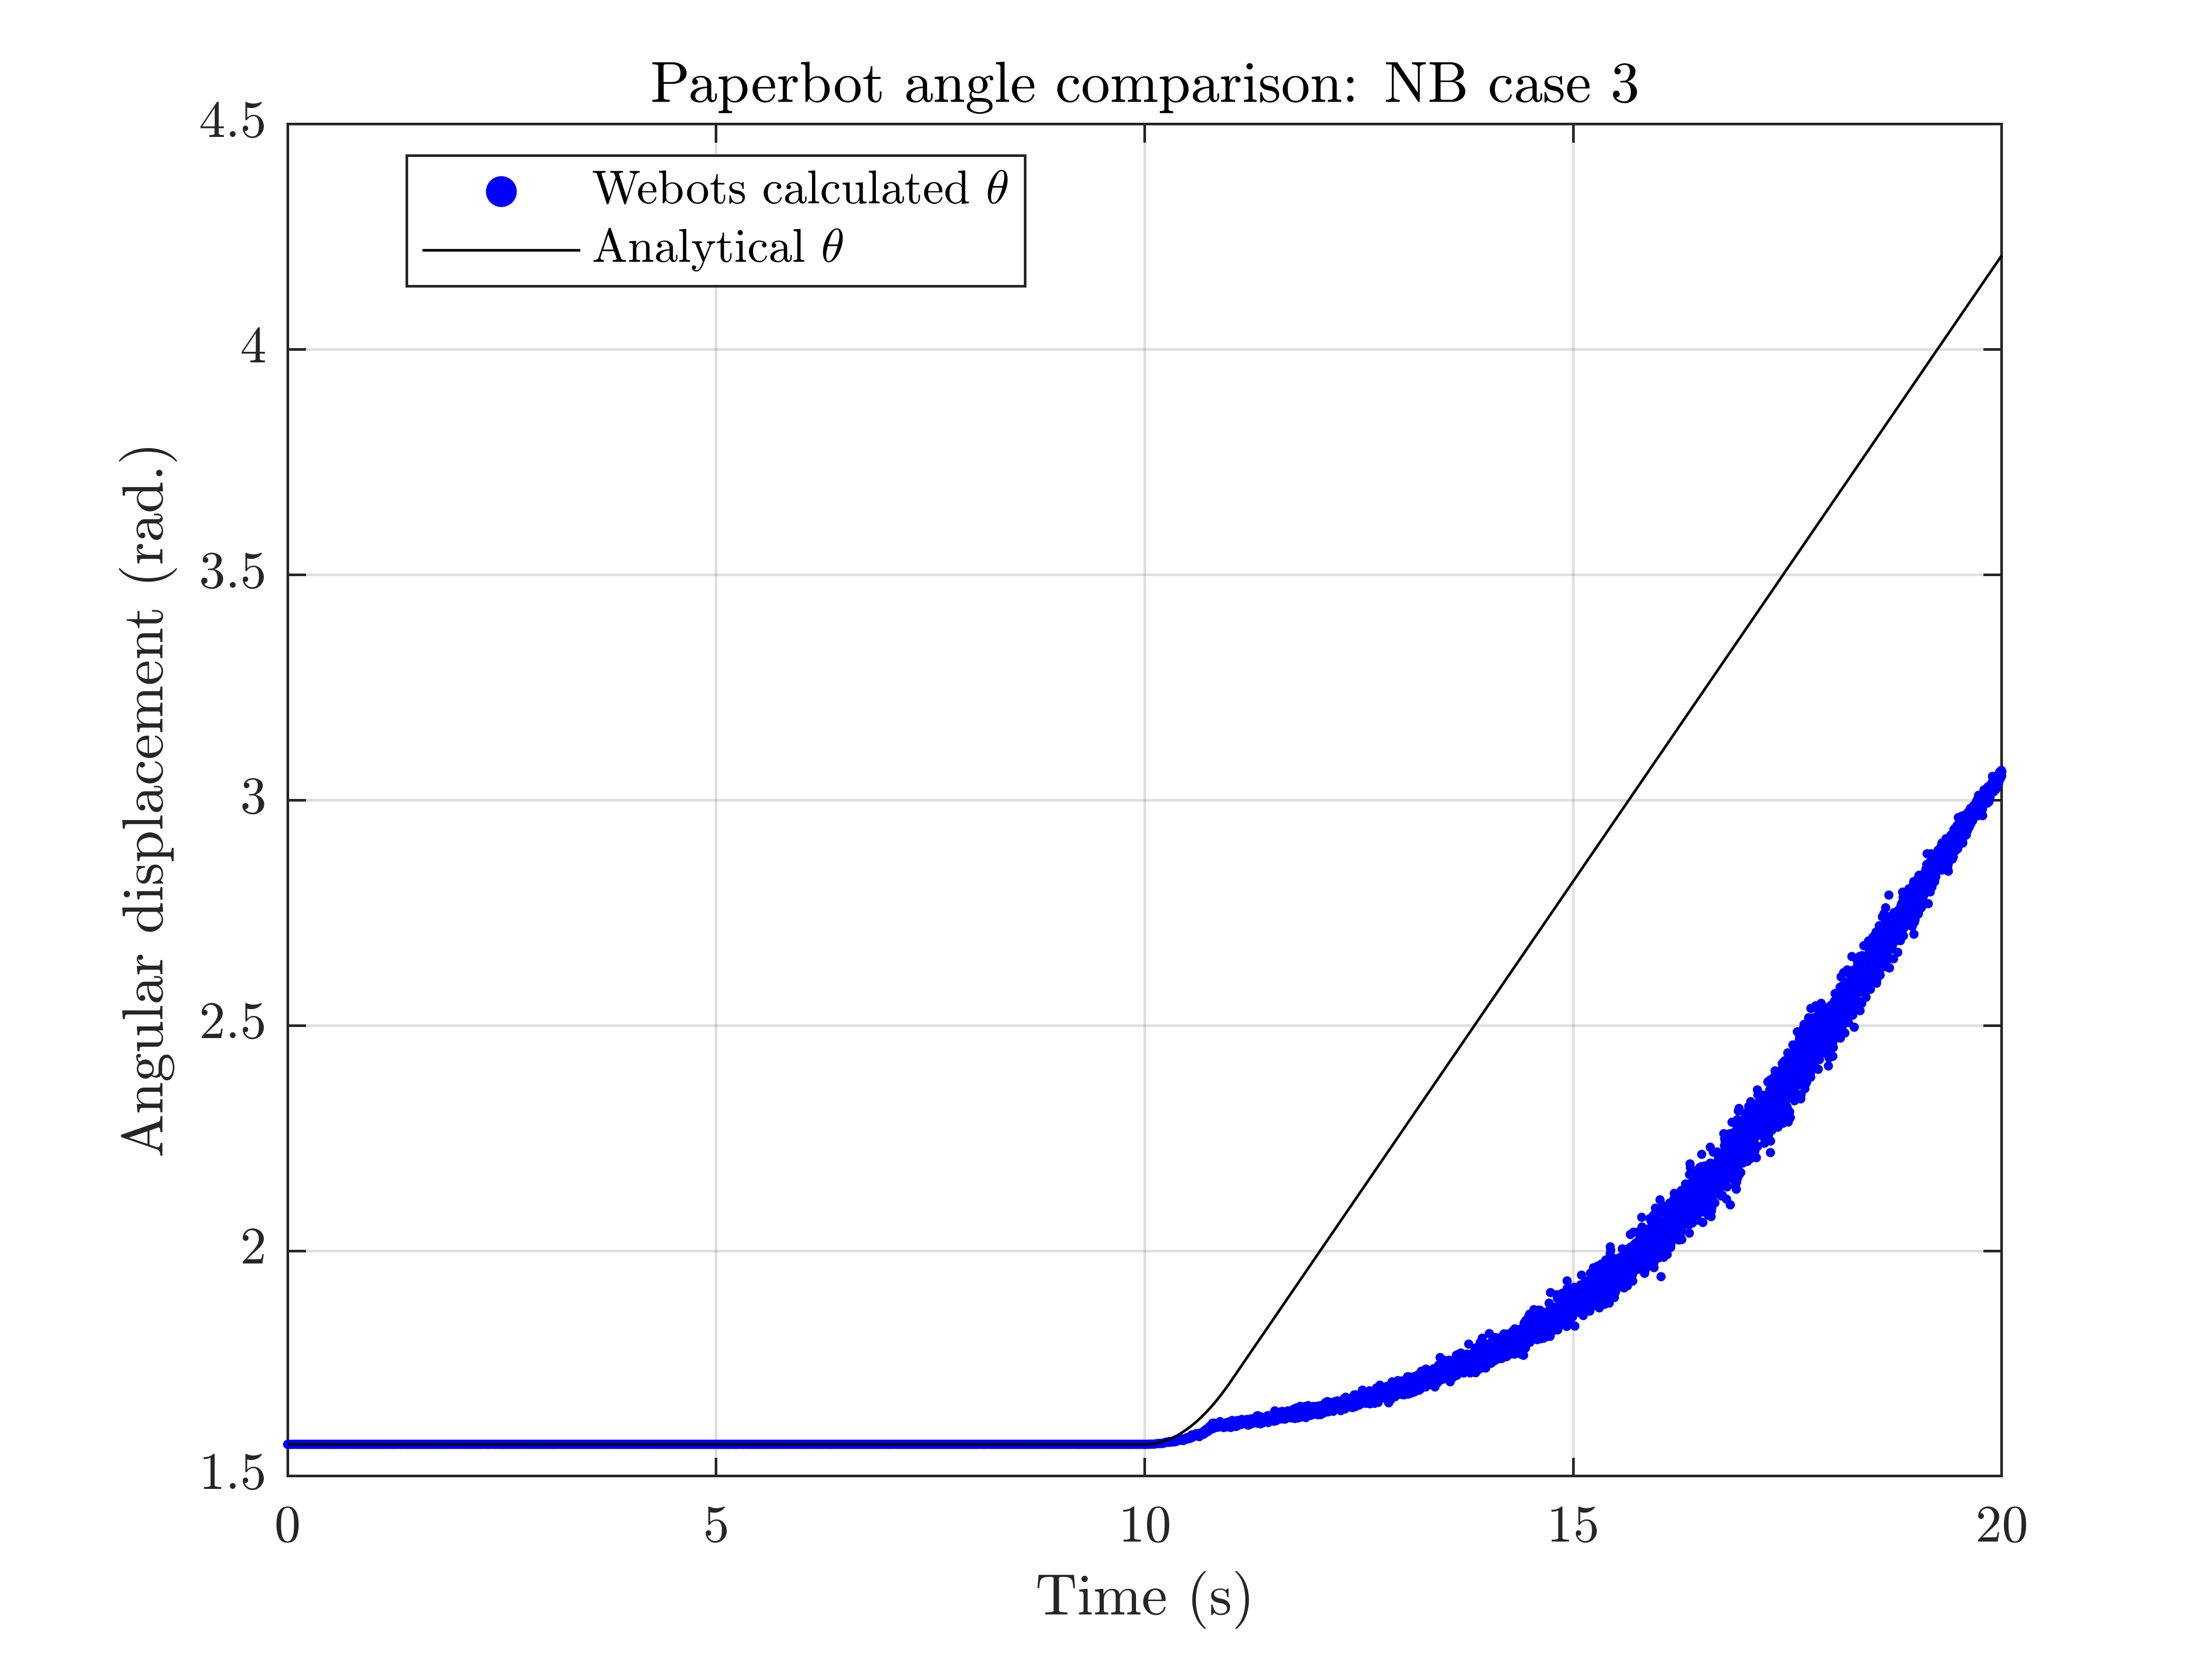 Paperbot angle comparison: NB case 3
4.5
4
3.5
3
2.5
2
1.5
Angular displacement (rad.)
Webots calculated θ
Analytical θ
0 5 10 15 20
Time (s)